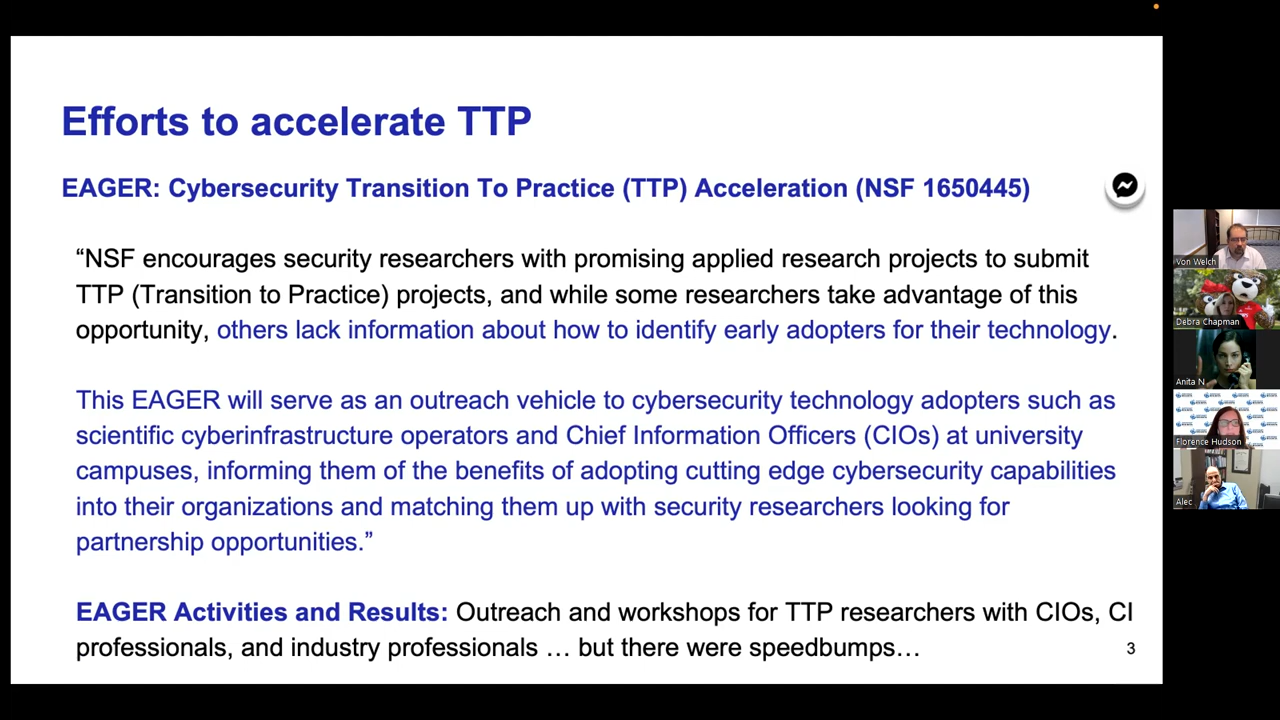 Efforts to accelerate TTP
EAGER: Cybersecurity Transition To Practice (TTP) Acceleration (NSF 1650445)
“NSF encourages security researchers with promising applied research projects to submit
TTP (Transition to Practice) projects, and while some researchers take advantage of this
opportunity, others lack information about how to identify early adopters for their technology.
This EAGER will serve as an outreach vehicle to cybersecurity technology adopters such as
scientific cyberinfrastructure operators and Chief Information Officers (CIOs) at university
campuses, informing them of the benefits of adopting cutting edge cybersecurity capabilities
into their organizations and matching them up with security researchers looking for
partnership opportunities.”
EAGER Activities and Results: Outreach and workshops for TTP researchers with CIOs, CI
professionals, and industry professionals … but there were speedbumps…
3
Von Welch
Debra Chapman
Anita N.
Florence Hudson
Alec